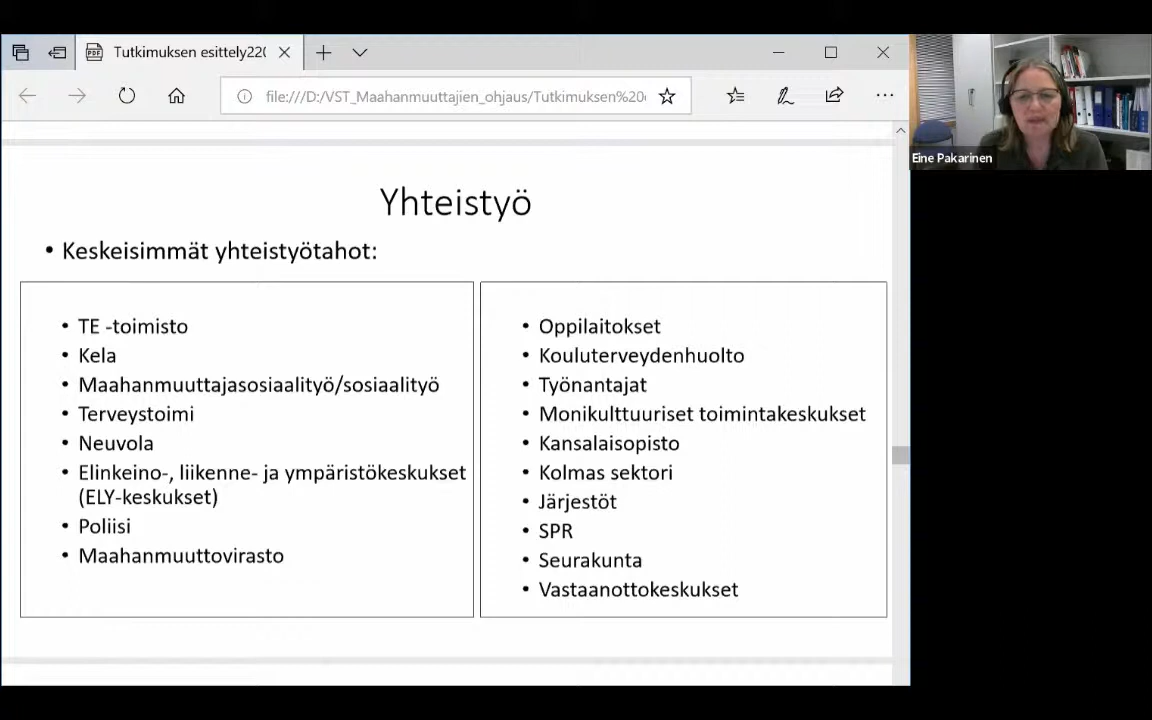 Tutkimuksen esittely220
file:///D:/VST_Maahanmuuttajien_ohjaus/Tutkimuksen%20
Eine Pakarinen
Yhteistyö
• Keskeisimmät yhteistyötahot:
• TE -toimisto
• Kela
• Maahanmuuttajasosiaalityö/sosiaalityö
• Terveystoimi
• Neuvola
• Elinkeino-, liikenne- ja ympäristökeskukset
(ELY-keskukset)
• Poliisi
• Maahanmuuttovirasto
• Oppilaitokset
• Kouluterveydenhuolto
• Työnantajat
• Monikulttuuriset toimintakeskukset
• Kansalaisopisto
• Kolmas sektori
• Järjestöt
• SPR
• Seurakunta
• Vastaanottokeskukset